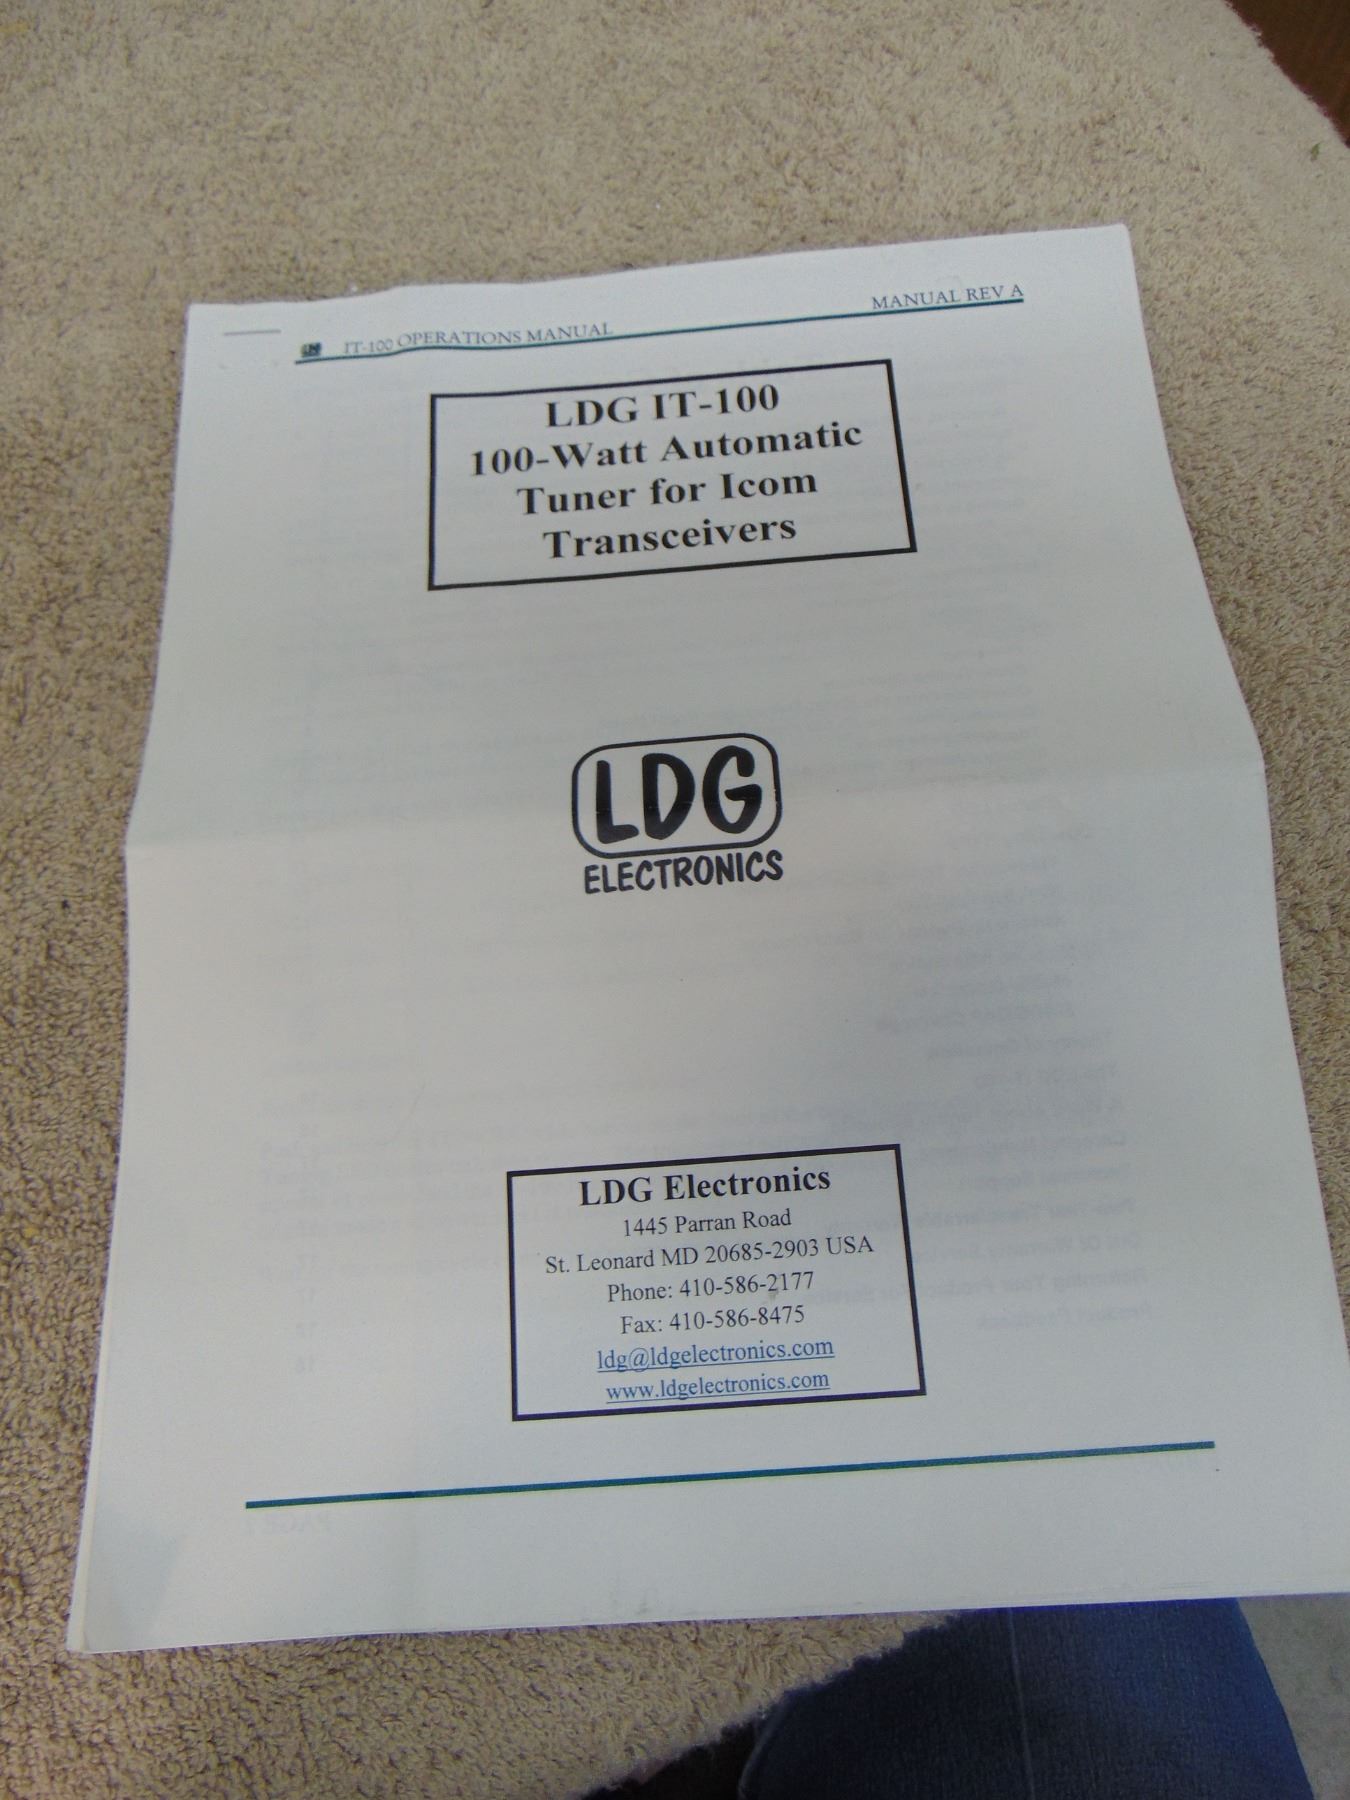 IT-100 OPERATIONS MANUAL
MANUAL REV A
LDG IT-100
100-Watt Automatic
Tuner for Icom
Transceivers
LDG
ELECTRONICS
LDG Electronics
1445 Parran Road
St. Leonard MD 20685-2903 USA
Phone: 410-586-2177
Fax: 410-586-8475
ldg@ldgelectronics.com
www.ldgelectronics.com